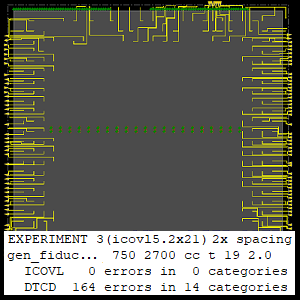 EXPERIMENT 3(icovl5.2x21) 2x spacing
gen_fiduc... 750 2700 cc t 19 2.0
ICOVL 0 errors in 0 categories
DTCD 164 errors in 14 categories